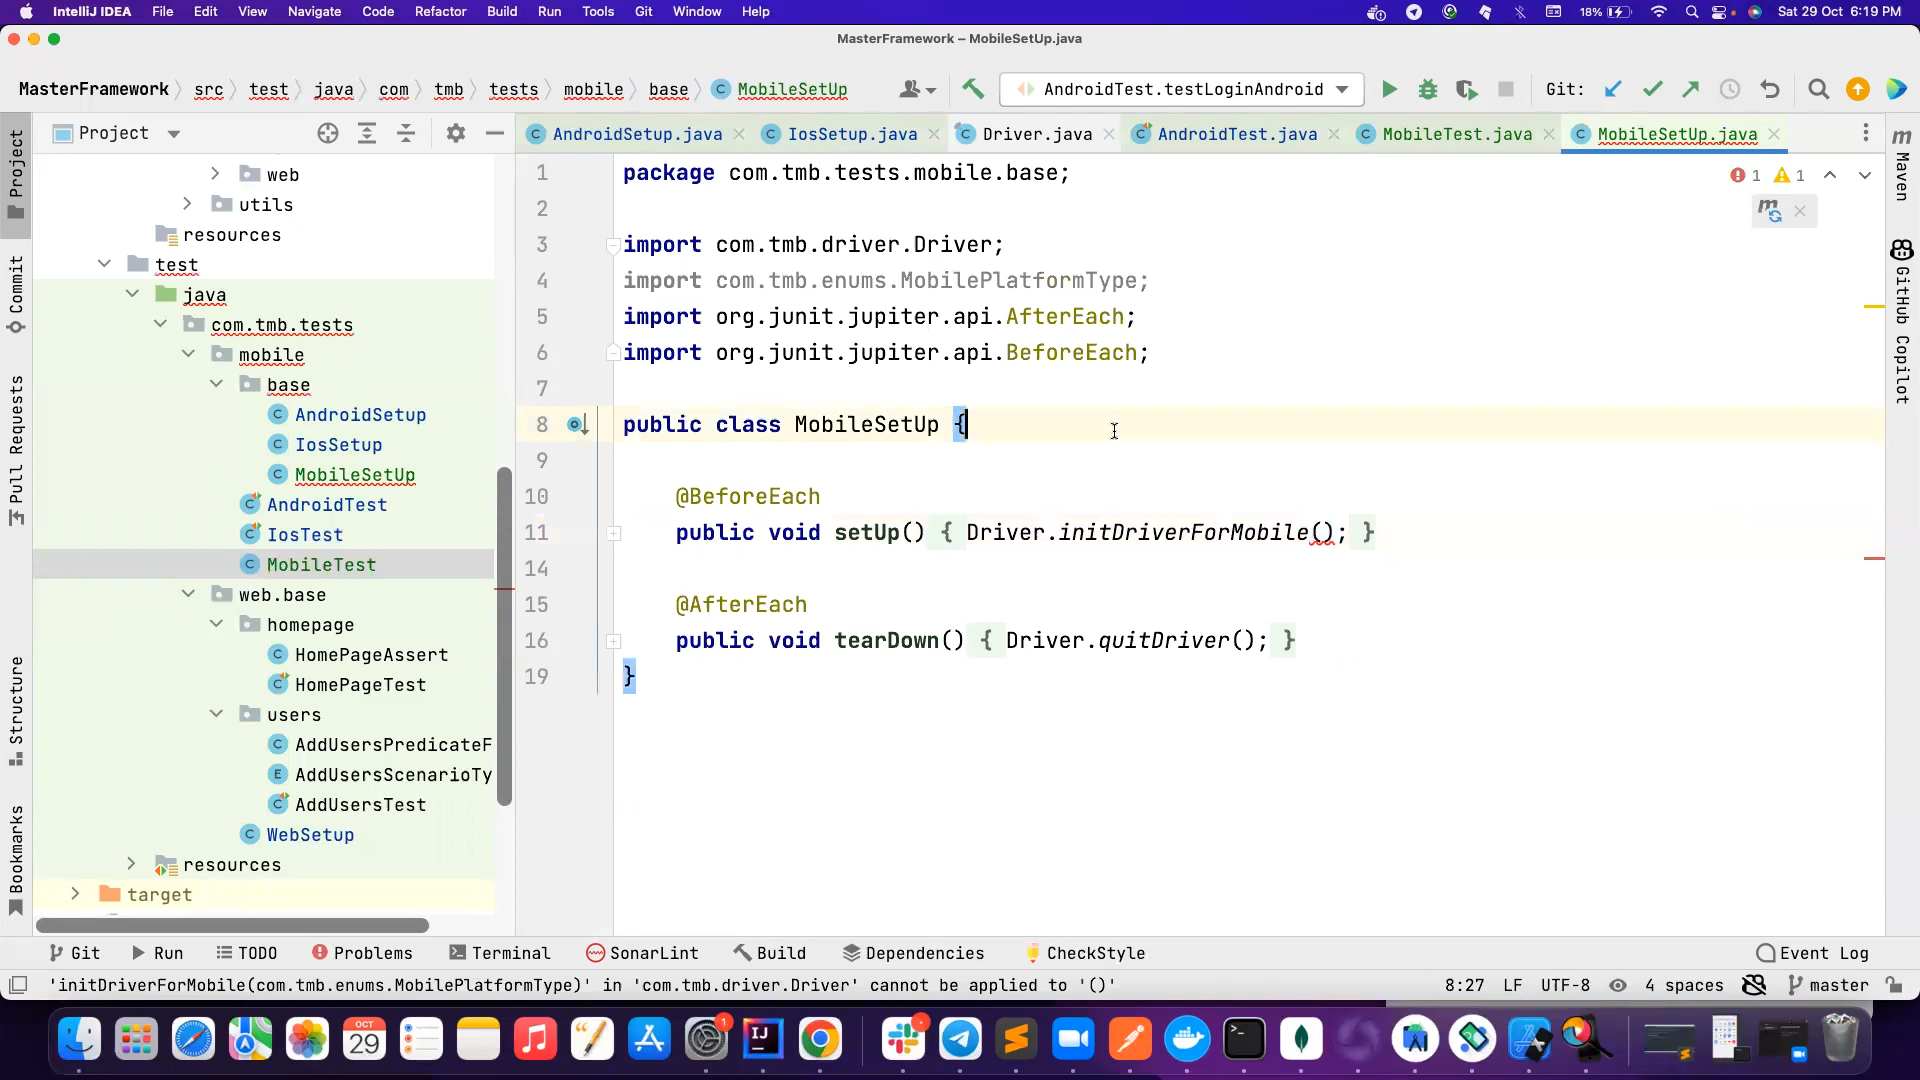 IntelliJ IDEA File Edit View Navigate Code Refactor Build Run Tools Git Window Help 18% Sat 29 Oct 6:19 PM
MasterFramework – MobileSetUp.java
MasterFramework src test java com tmb tests mobile base MobileSetUp AndroidTest.testLoginAndroid Git:
Project
AndroidSetup.java IosSetup.java Driver.java AndroidTest.java MobileTest.java MobileSetUp.java
web
utils
resources
test
java
com.tmb.tests
mobile
base
AndroidSetup
IosSetup
MobileSetUp
AndroidTest
IosTest
MobileTest
web.base
homepage
HomePageAssert
HomePageTest
users
AddUsersPredicateF
AddUsersScenarioTy
AddUsersTest
WebSetup
resources
target
1 package com.tmb.tests.mobile.base;
2
3 import com.tmb.driver.Driver;
4 import com.tmb.enums.MobilePlatformType;
5 import org.junit.jupiter.api.AfterEach;
6 import org.junit.jupiter.api.BeforeEach;
7
8 public class MobileSetUp {
9
10 @BeforeEach
11 public void setUp() { Driver.initDriverForMobile(); }
14
15 @AfterEach
16 public void tearDown() { Driver.quitDriver(); }
19 }
1 1
Project
Commit
Pull Requests
Structure
Bookmarks
Maven
GitHub Copilot
Git Run TODO Problems Terminal SonarLint Build Dependencies CheckStyle Event Log
'initDriverForMobile(com.tmb.enums.MobilePlatformType)' in 'com.tmb.driver.Driver' cannot be applied to '()' 8:27 LF UTF-8 4 spaces master
OCT
29
1
IJ